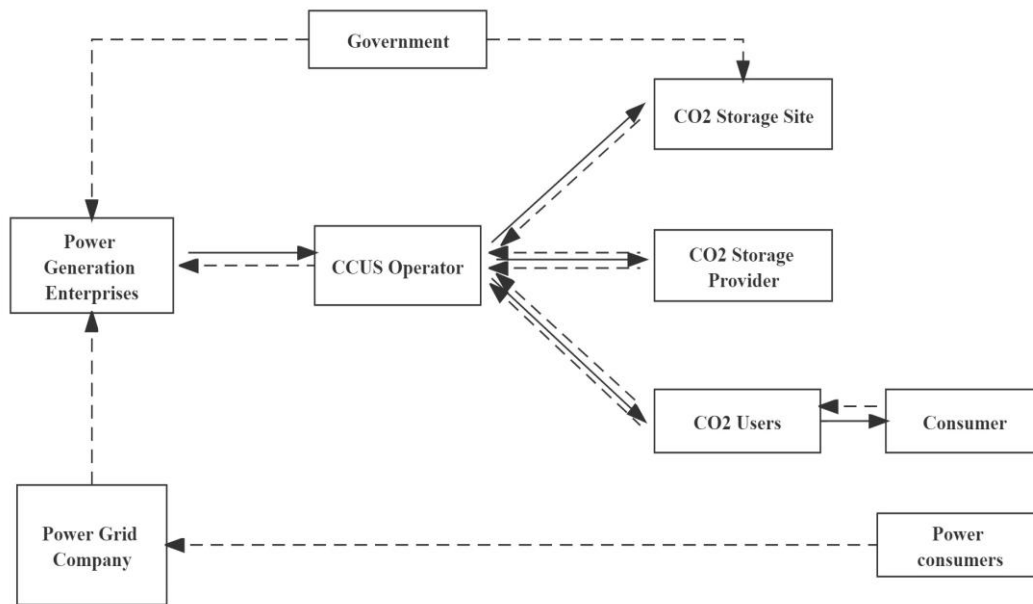 Government
CO2 Storage Site
Power
Generation
Enterprises
CCUS Operator
CO2 Storage
Provider
CO2 Users
Consumer
Power Grid
Company
Power
consumers